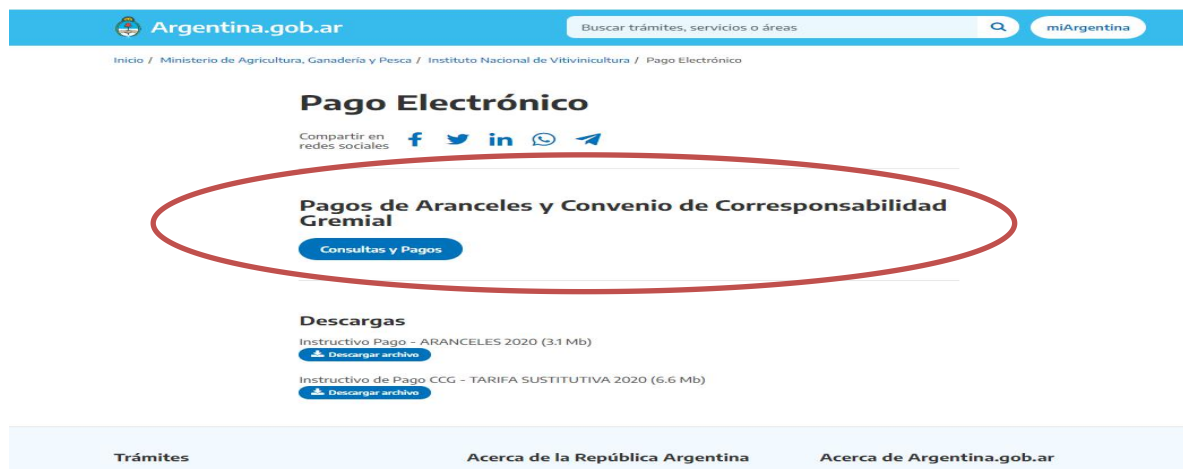 Argentina.gob.ar
Buscar trámites, servicios o áreas
miArgentina
Inicio / Ministerio de Agricultura, Ganadería y Pesca / Instituto Nacional de Vitivinicultura / Pago Electrónico
Pago Electrónico
Compartir en
redes sociales
Pagos de Aranceles y Convenio de Corresponsabilidad
Gremial
Consultas y Pagos
Descargas
Instructivo Pago - ARANCELES 2020 (3.1 Mb)
Descargar archivo
Instructivo de Pago CCG - TARIFA SUSTITUTIVA 2020 (6.6 Mb)
Descargar archivo
Trámites
Acerca de la República Argentina
Acerca de Argentina.gob.ar